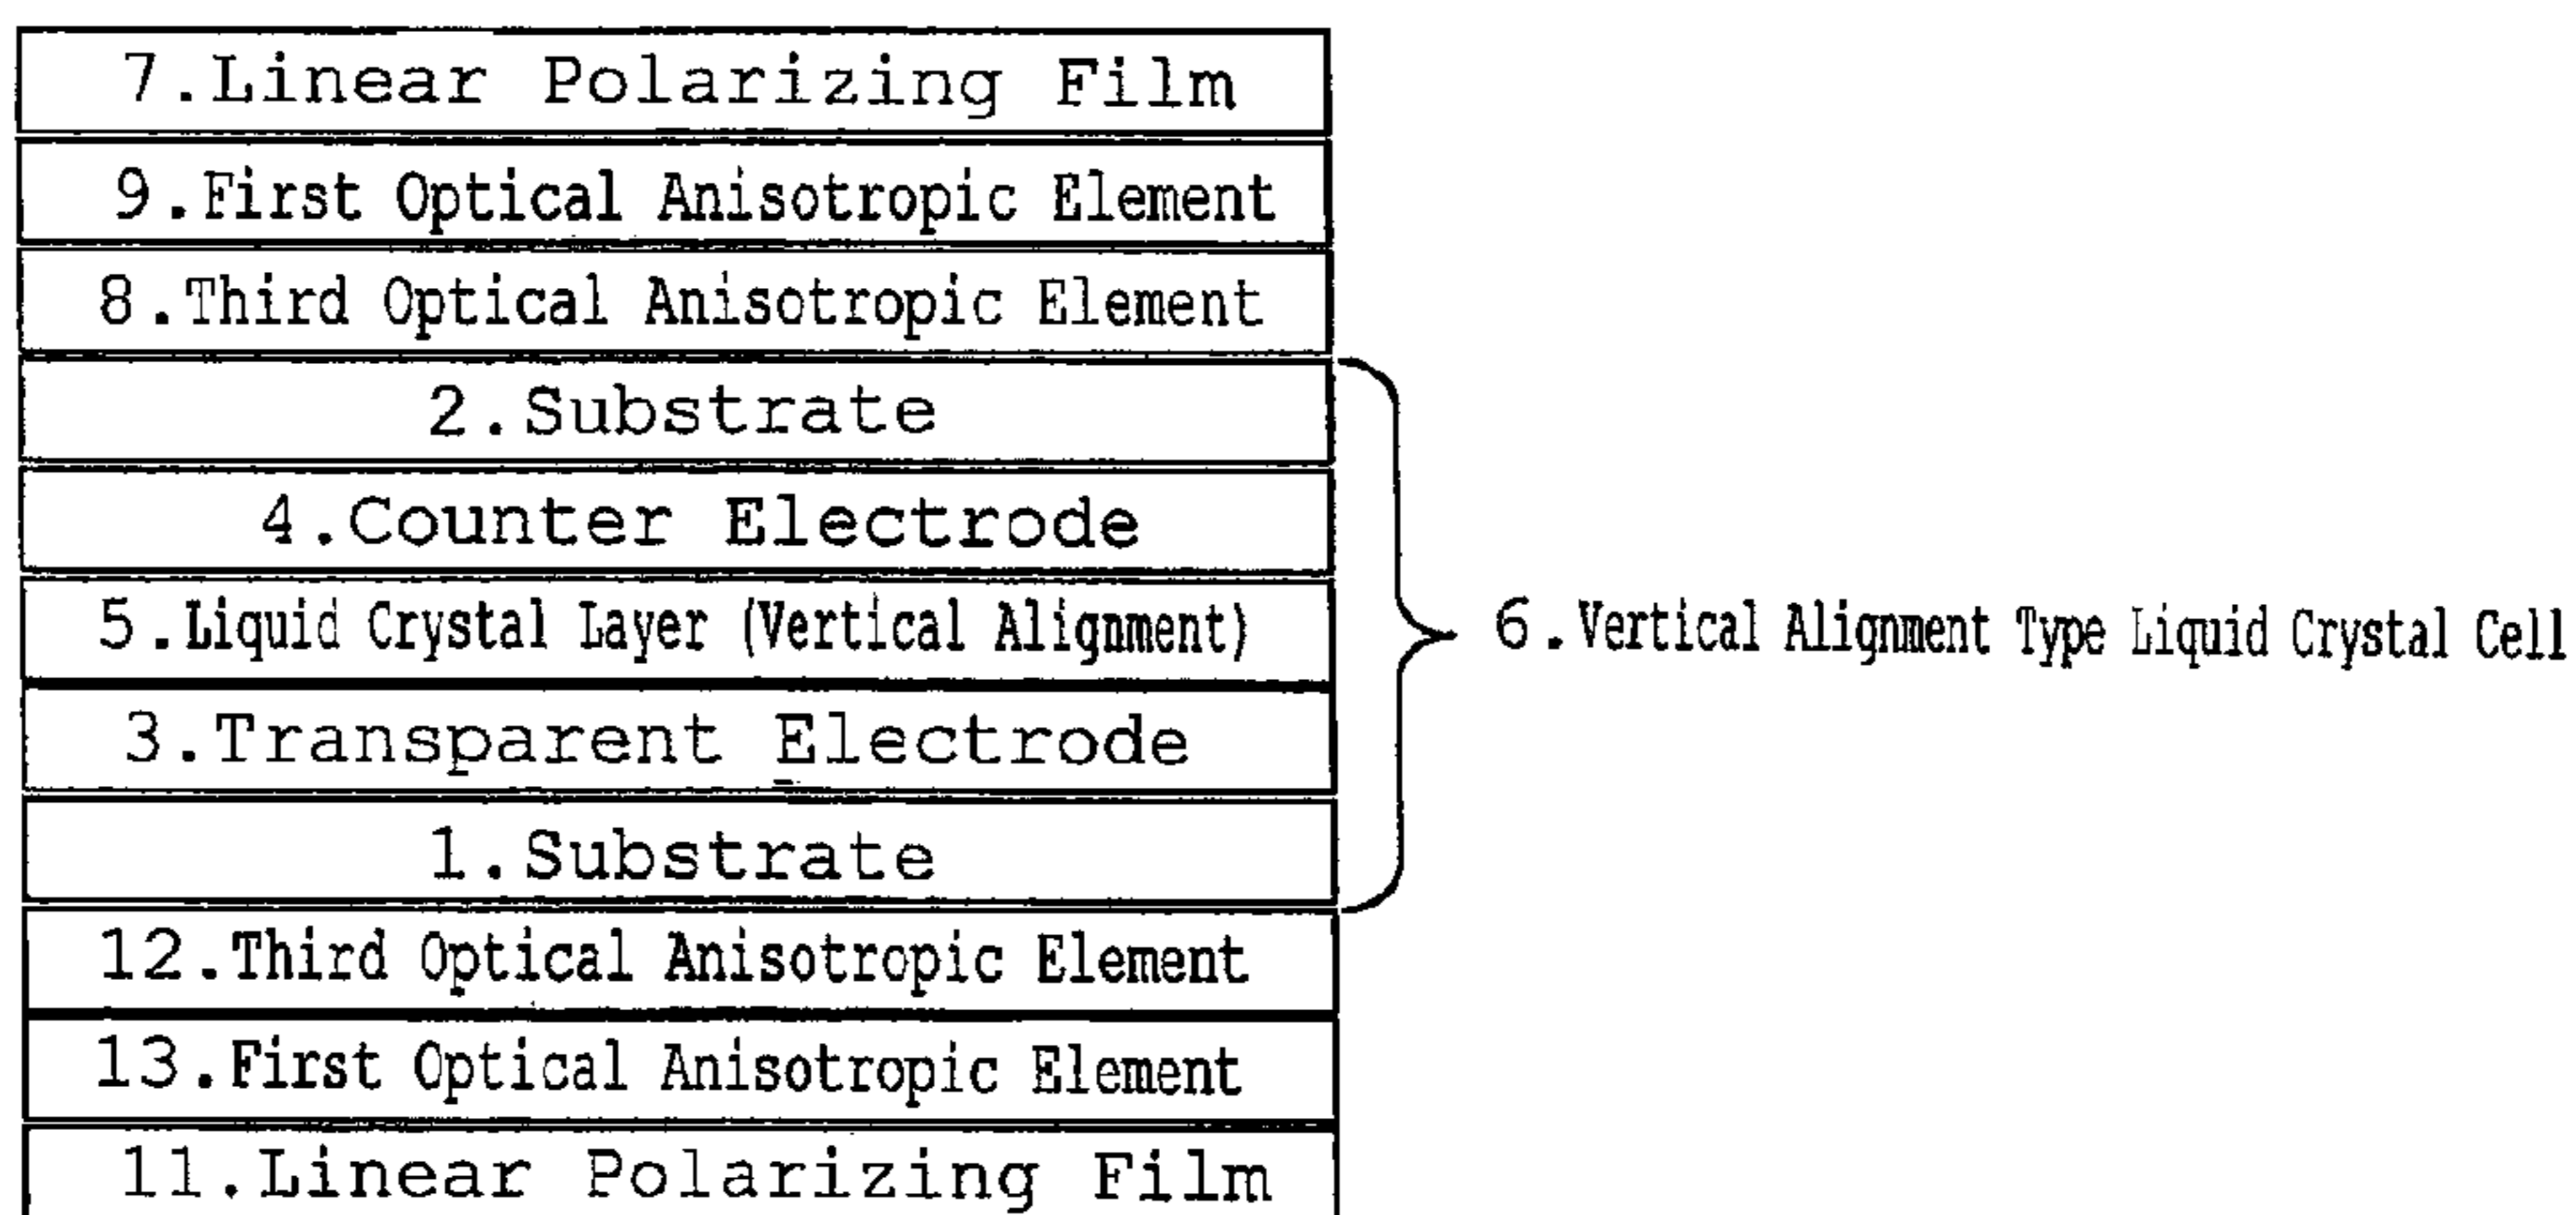 7.Linear Polarizing Film
9.First Optical Anisotropic Element
8.Third Optical Anisotropic Element
2.Substrate
4.Counter Electrode
5.Liquid Crystal Layer (Vertical Alignment)
6.Vertical Alignment Type Liquid Crystal Cell
3.Transparent Electrode
1.Substrate
12.Third Optical Anisotropic Element
13.First Optical Anisotropic Element
11.Linear Polarizing Film